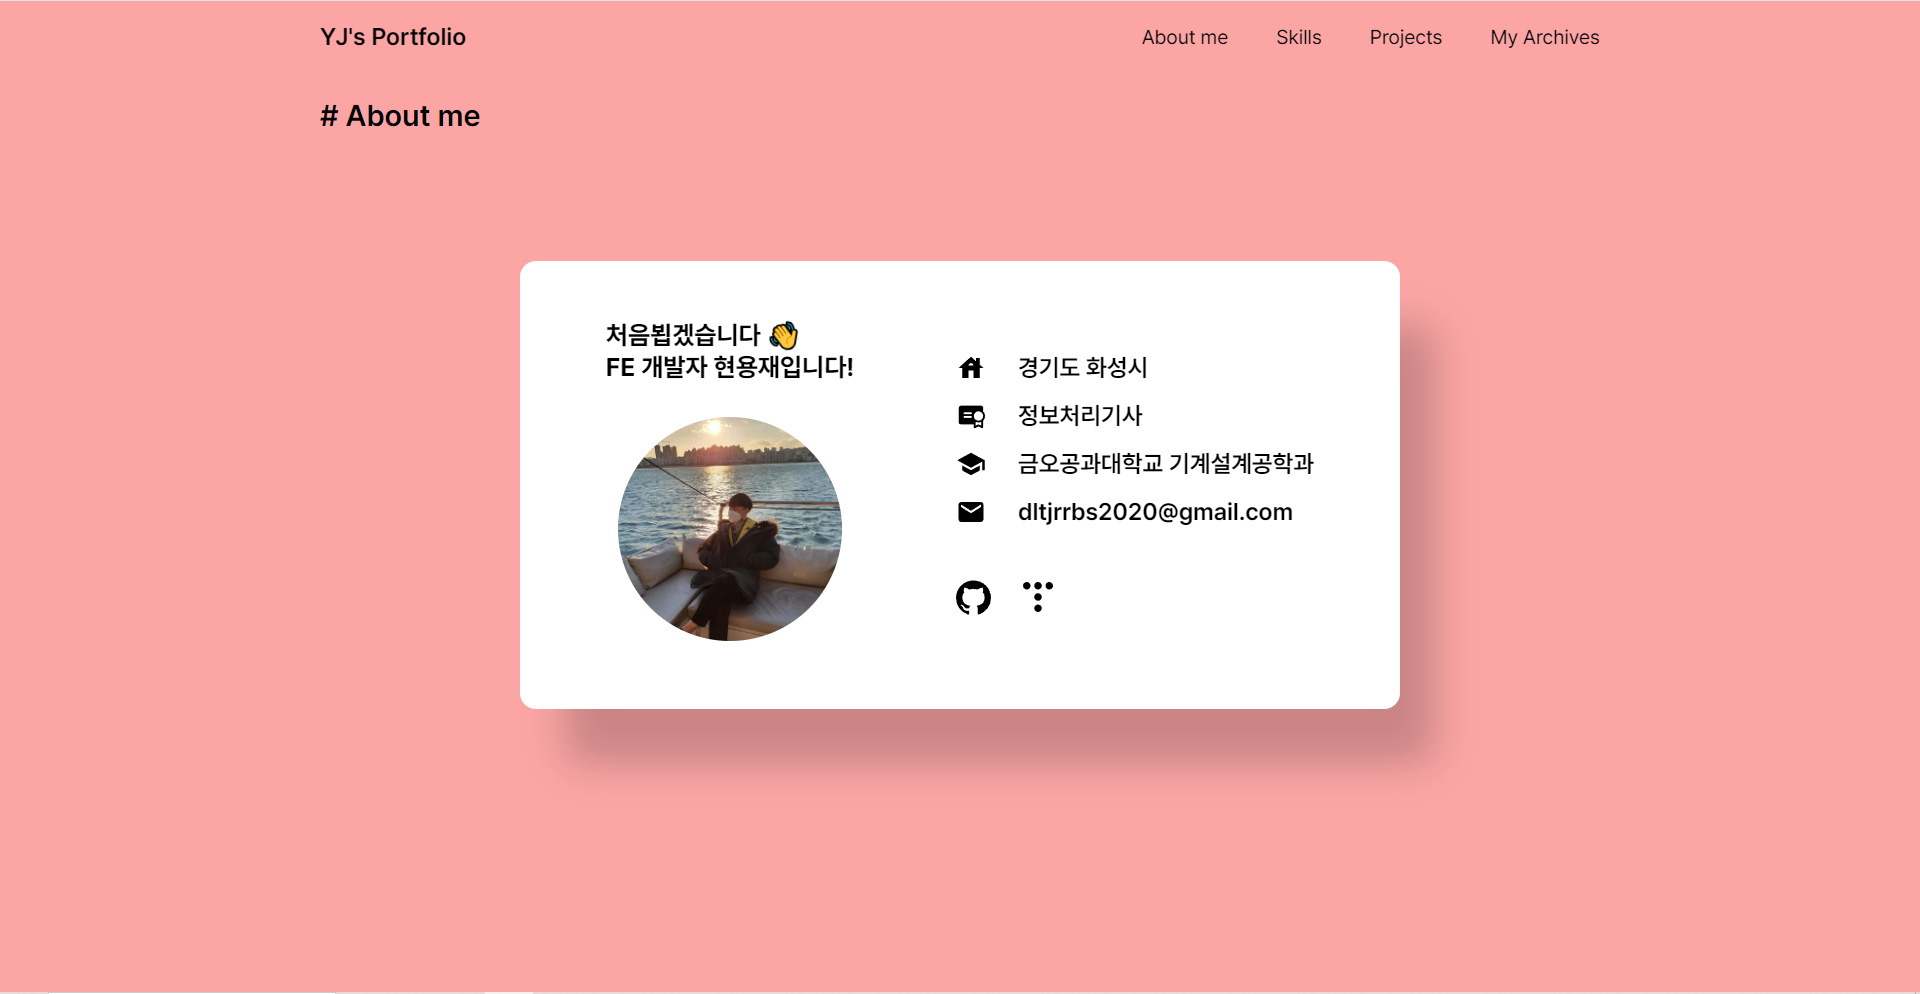 YJ's Portfolio
About me
Skills
Projects
My Archives
# About me
처음뵙겠습니다 👋
FE 개발자 현용재입니다!
경기도 화성시
정보처리기사
금오공과대학교 기계설계공학과
dltjrrbs2020@gmail.com